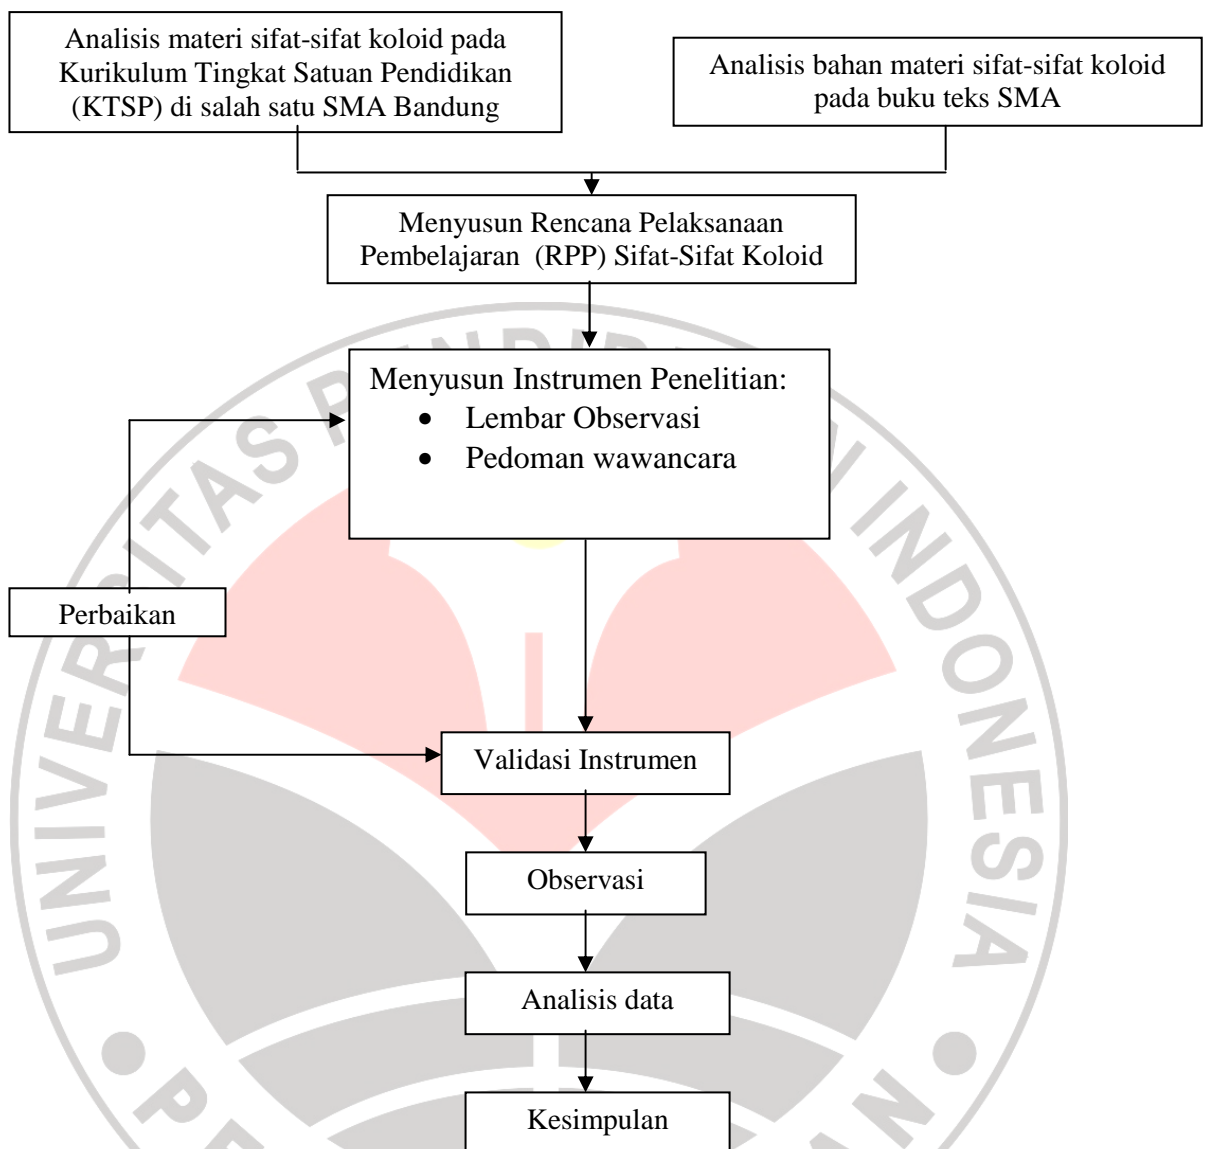 Analisis materi sifat-sifat koloid pada
Kurikulum Tingkat Satuan Pendidikan
(KTSP) di salah satu SMA Bandung
Analisis bahan materi sifat-sifat koloid
pada buku teks SMA
Menyusun Rencana Pelaksanaan
Pembelajaran (RPP) Sifat-Sifat Koloid
Menyusun Instrumen Penelitian:
• Lembar Observasi
• Pedoman wawancara
Perbaikan
Validasi Instrumen
Observasi
Analisis data
Kesimpulan
UNIVERSITAS
INDONESIA